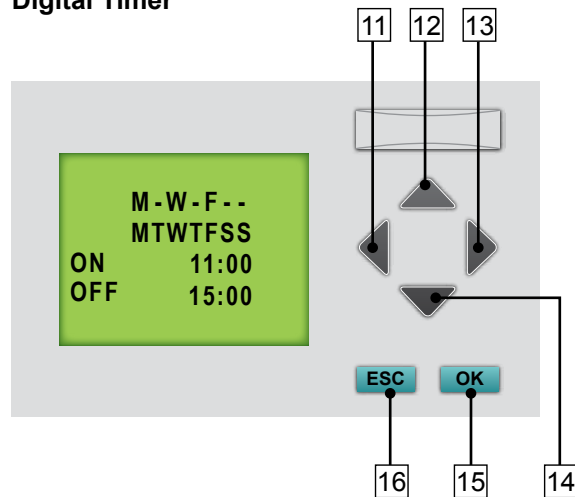 Digital Timer
11 12 13
M-W-F--
MTWTFSS
ON 11:00
OFF 15:00
ESC OK
16 15 14